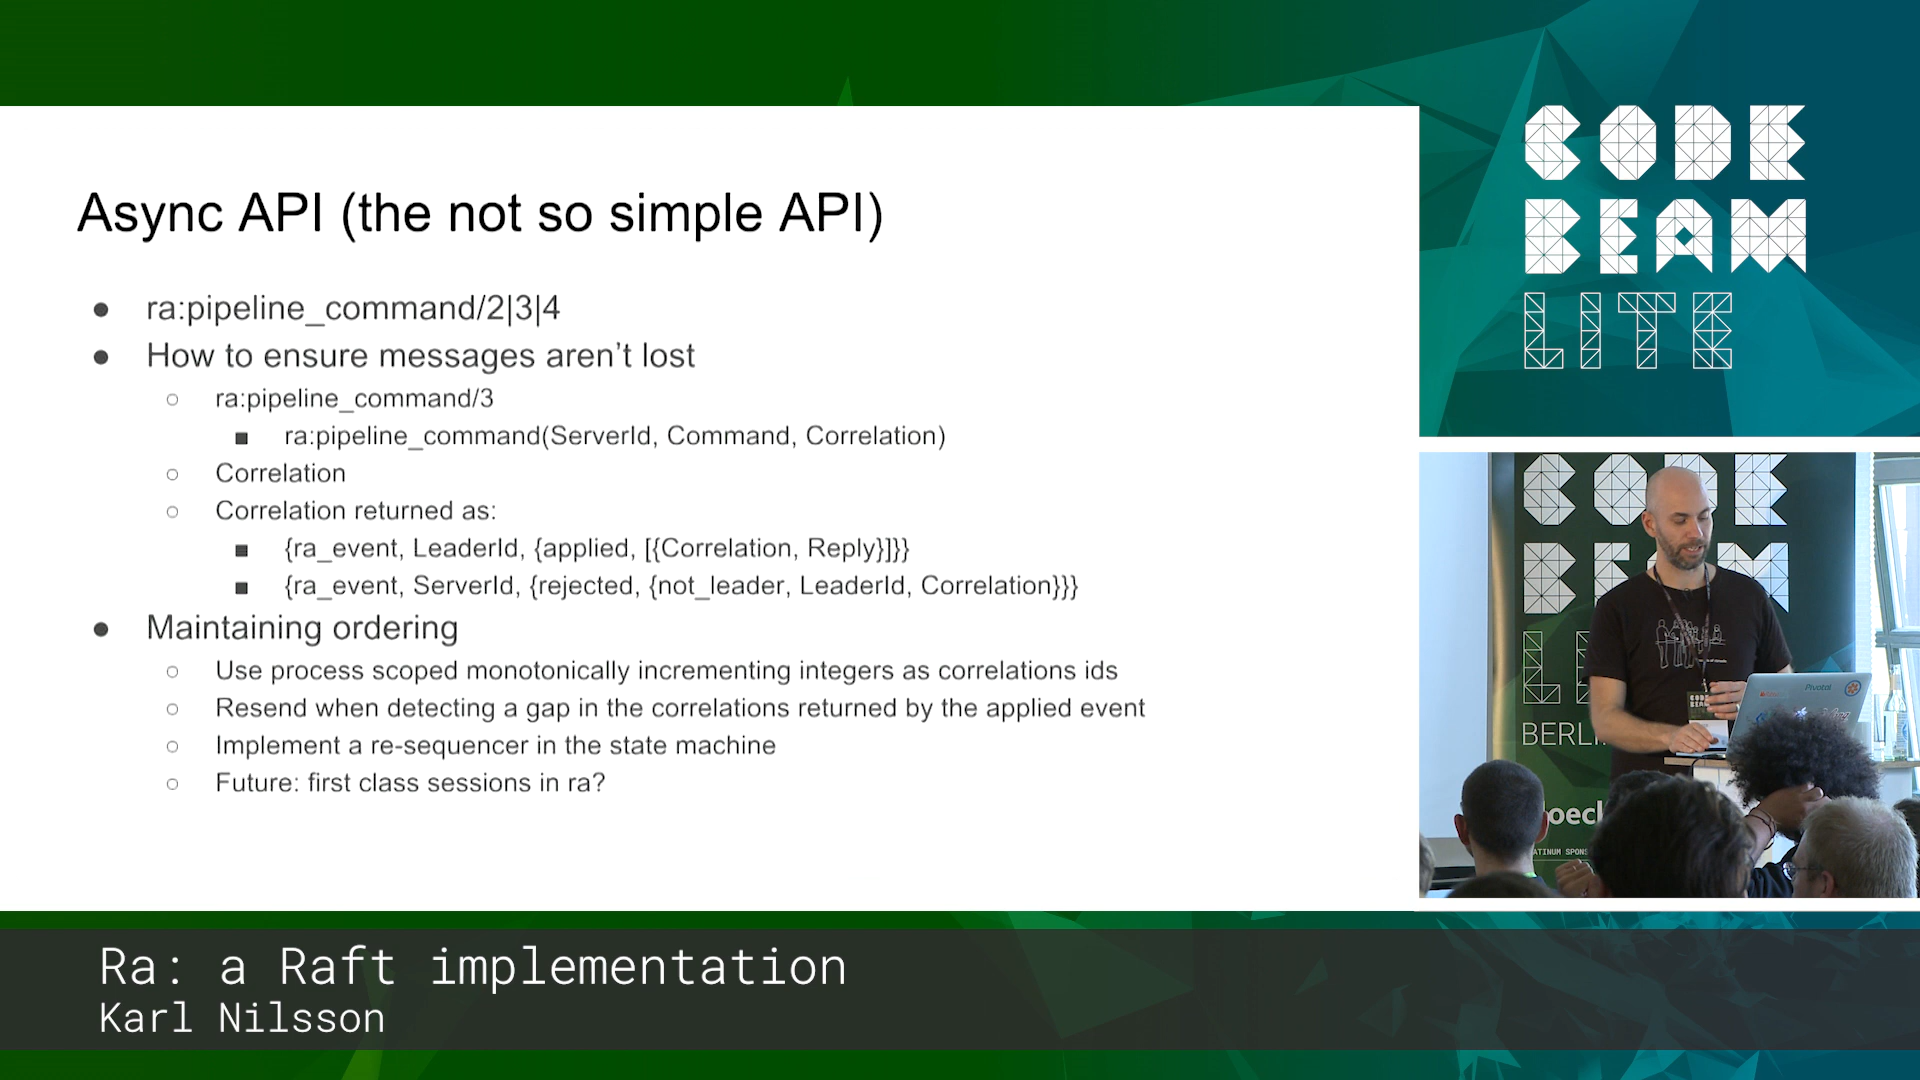 Async API (the not so simple API)
● ra:pipeline_command/2|3|4
● How to ensure messages aren’t lost
○ ra:pipeline_command/3
■ ra:pipeline_command(ServerId, Command, Correlation)
○ Correlation
○ Correlation returned as:
■ {ra_event, LeaderId, {applied, [{Correlation, Reply}]}}
■ {ra_event, ServerId, {rejected, {not_leader, LeaderId, Correlation}}}
● Maintaining ordering
○ Use process scoped monotonically incrementing integers as correlations ids
○ Resend when detecting a gap in the correlations returned by the applied event
○ Implement a re-sequencer in the state machine
○ Future: first class sessions in ra?
CODE
BEAM
LITE
CODE
BEAM
BERLI
Pivotal
Ra: a Raft implementation
Karl Nilsson